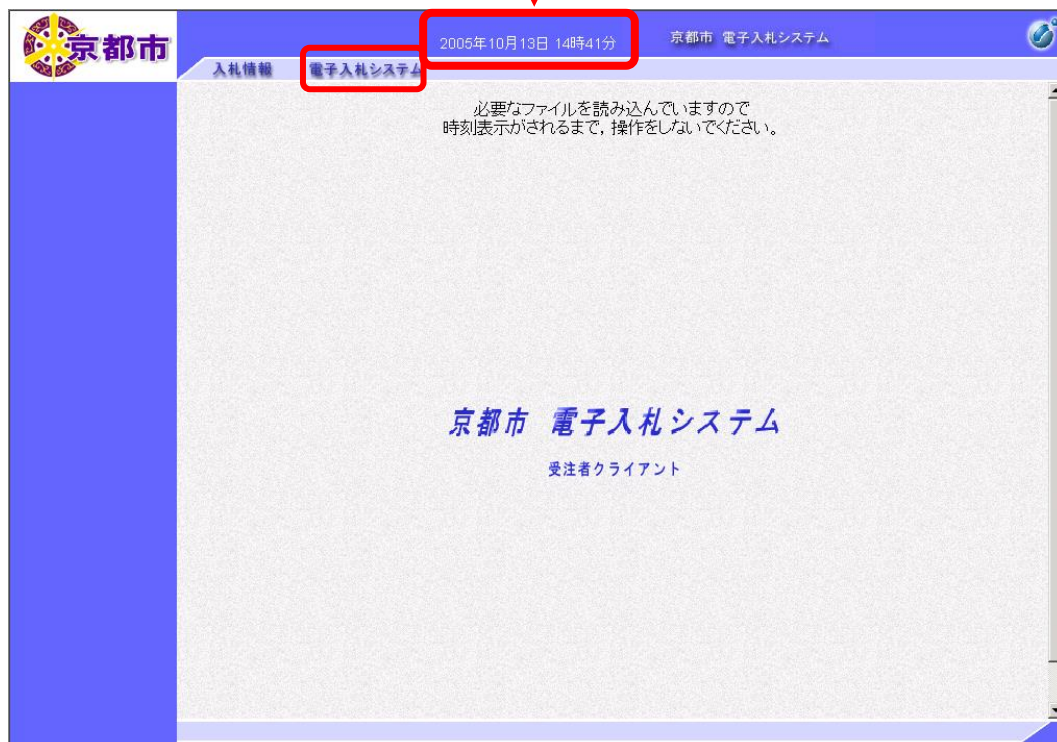 京都市
2005年10月13日 14時41分
京都市 電子入札システム
入札情報 電子入札システム
必要なファイルを読み込んでいますので
時刻表示がされるまで，操作をしないでください。
京都市 電子入札システム
受注者クライアント